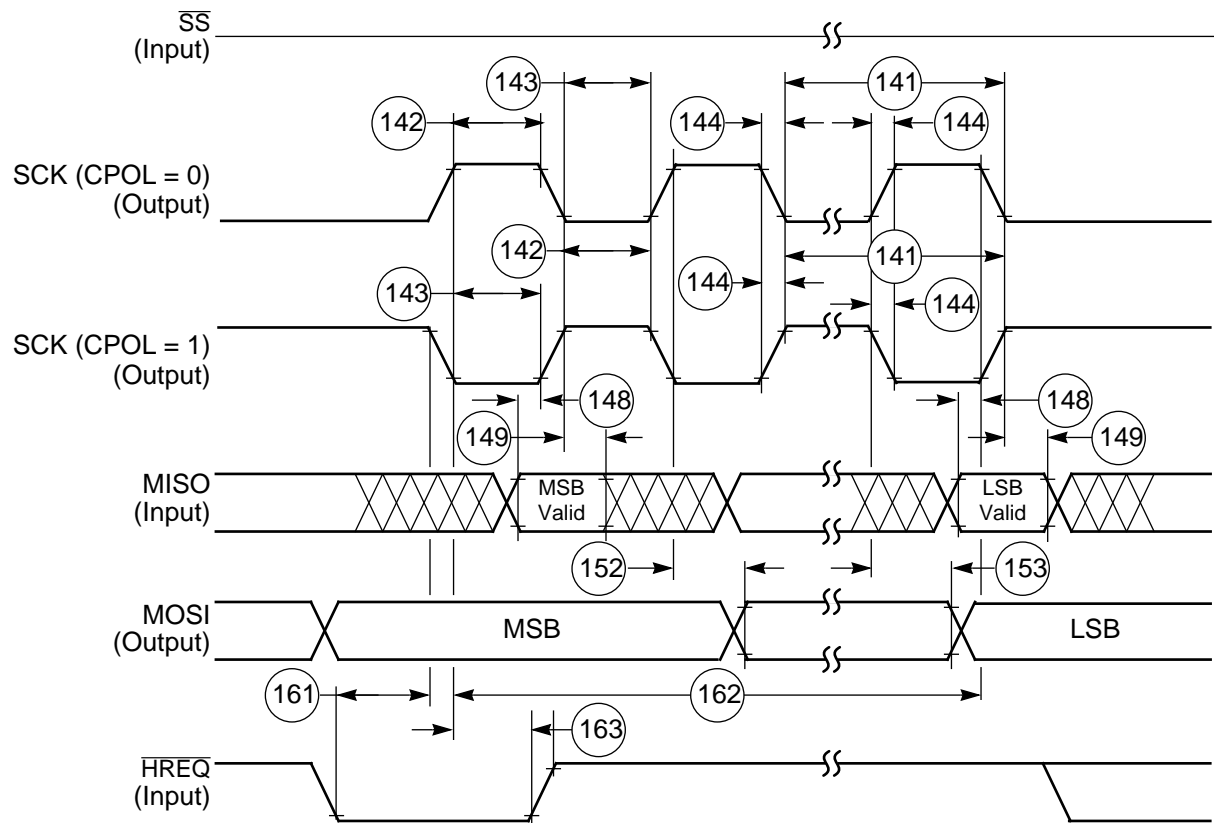 SS
(Input)
143
141
142
144
144
SCK (CPOL = 0)
(Output)
142
141
143
144
144
SCK (CPOL = 1)
(Output)
148
148
149
149
MISO
(Input)
MSB
Valid
LSB
Valid
152
153
MOSI
(Output)
MSB
LSB
161
162
163
HREQ
(Input)